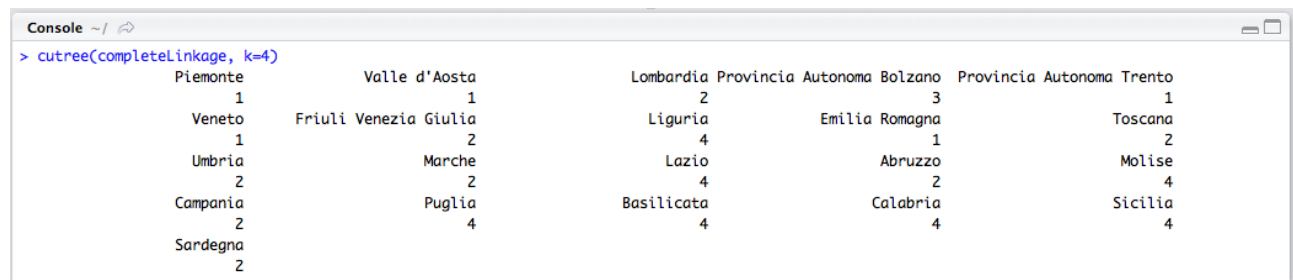 Console ~/
> cutree(completeLinkage, k=4)
Piemonte Valle d'Aosta Lombardia Provincia Autonoma Bolzano Provincia Autonoma Trento
1 1 2 3 1
Veneto Friuli Venezia Giulia Liguria Emilia Romagna Toscana
1 2 4 1 2
Umbria Marche Lazio Abruzzo Molise
2 2 4 2 4
Campania Puglia Basilicata Calabria Sicilia
2 4 4 4 4
Sardegna
2